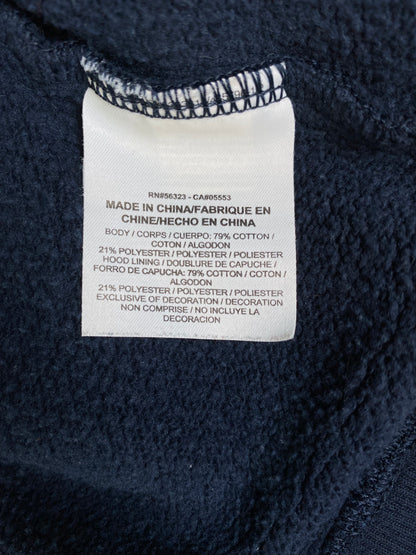 RN#56323 - CA#05553
MADE IN CHINA/FABRIQUE EN
CHINE/HECHO EN CHINA
BODY / CORPS / CUERPO: 79% COTTON /
COTON / ALGODON
21% POLYESTER / POLYESTER / POLIESTER
HOOD LINING / DOUBLURE DE CAPUCHE /
FORRO DE CAPUCHA: 79% COTTON / COTON /
ALGODON
21% POLYESTER / POLYESTER / POLIESTER
EXCLUSIVE OF DECORATION / DECORATION
NON COMPRISE / NO INCLUYE LA
DECORACION